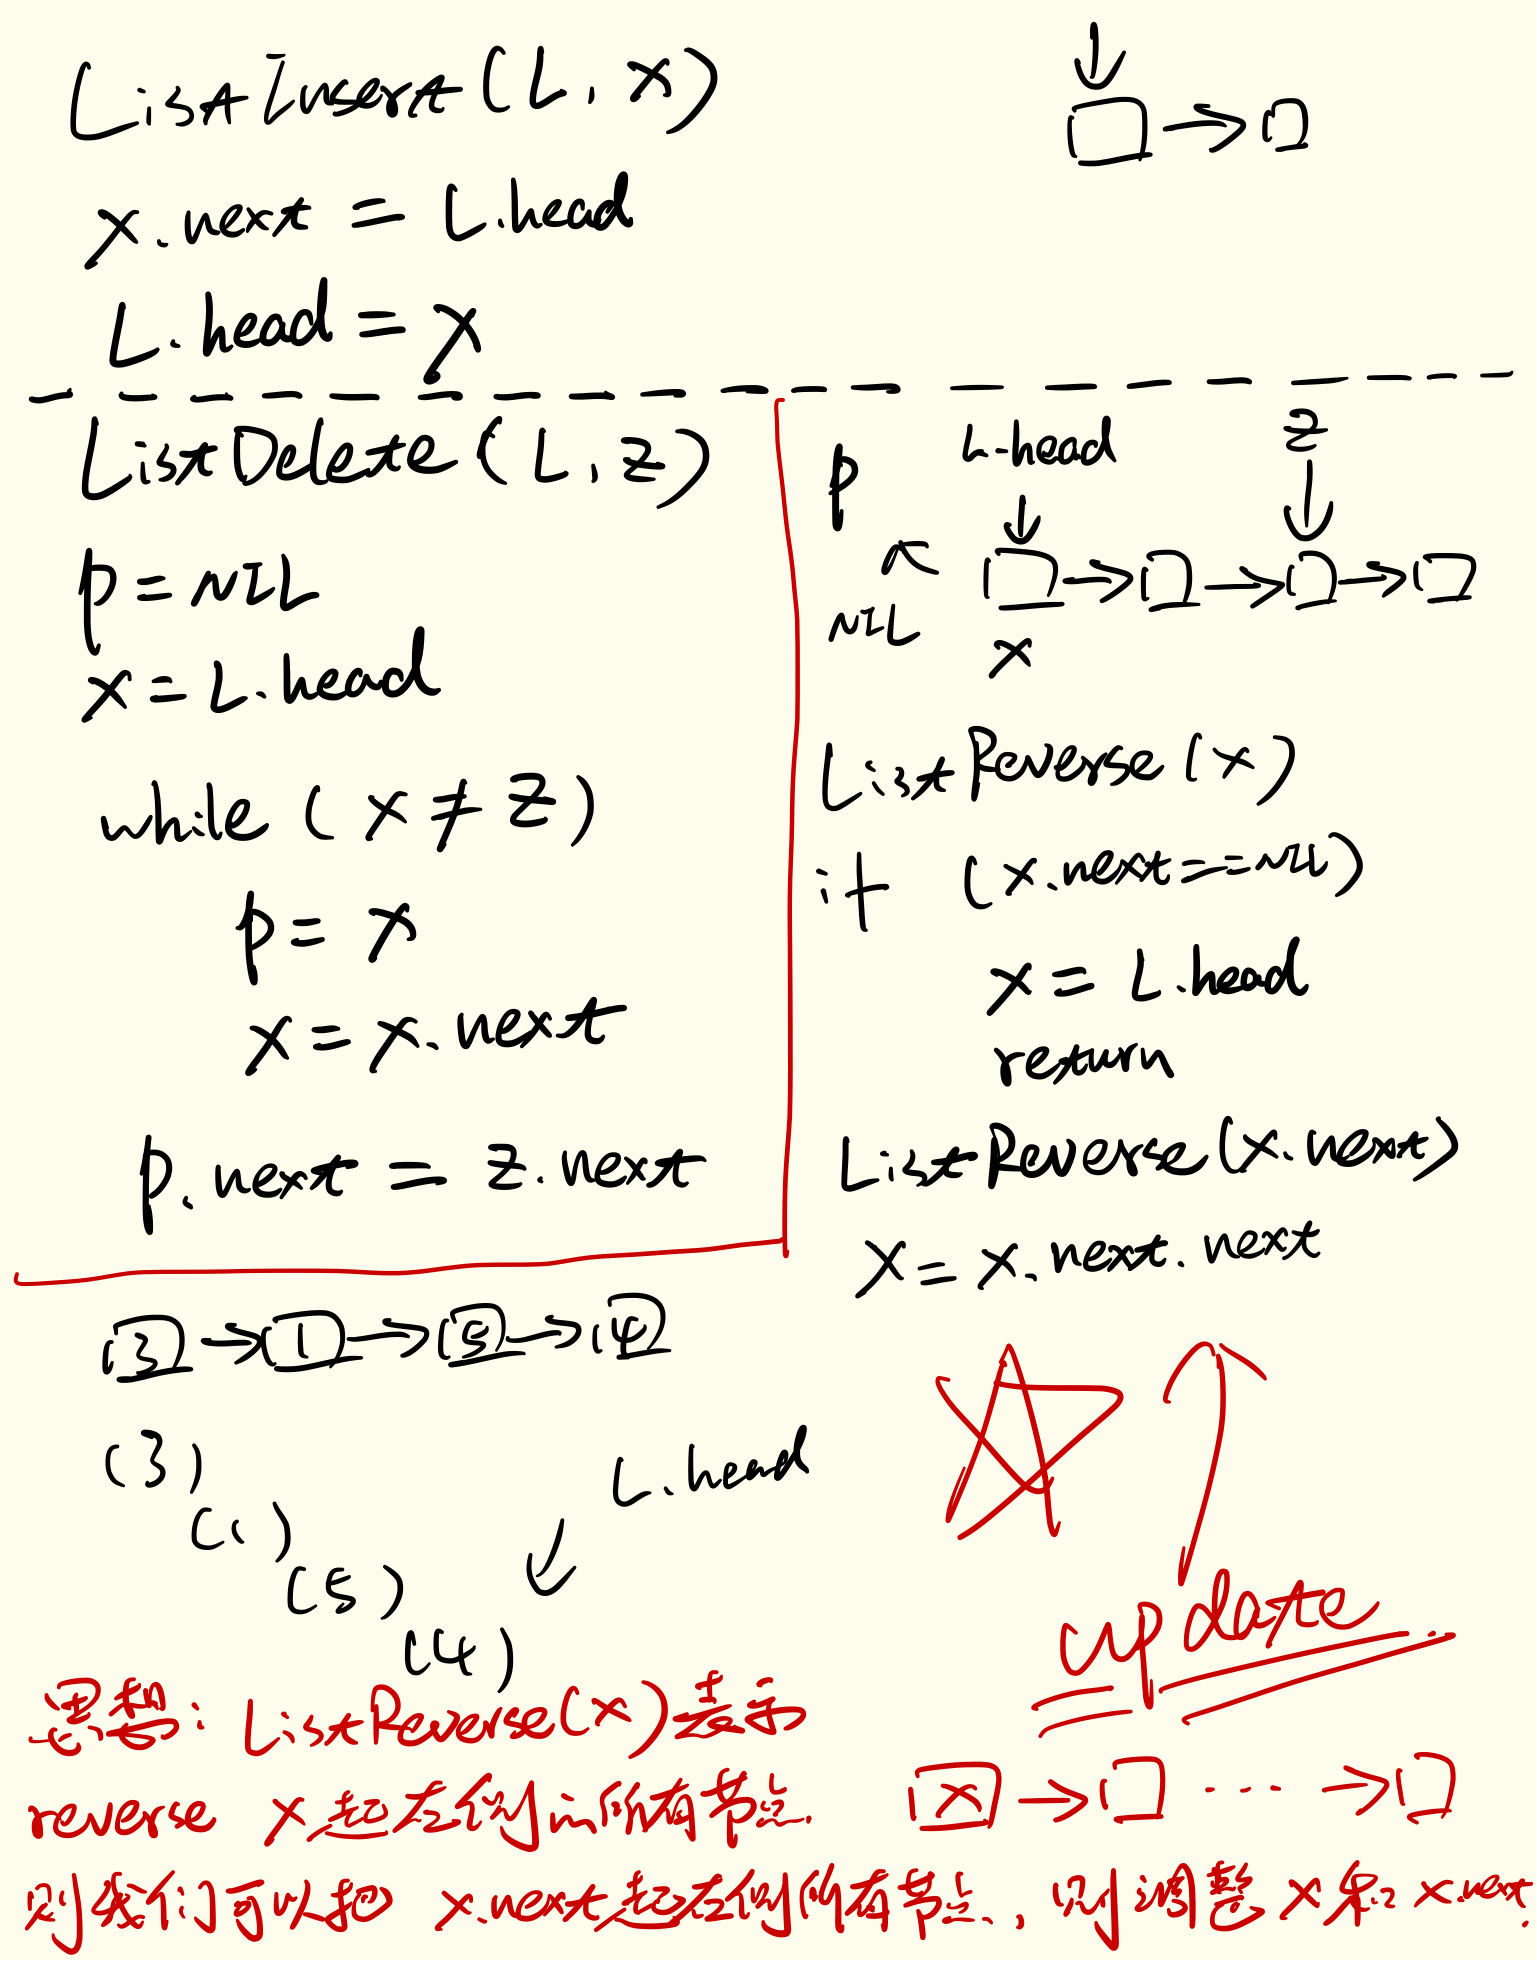 ListInsert(L, x)
x.next = L.head
L.head = x
ListDelete(L, z)
p = NIL
x = L.head
while (x ≠ z)
p = x
x = x.next
p.next = z.next
p
L.head
z
NIL
x
ListReverse(x)
if (x.next==NIL)
x = L.head
return
ListReverse(x.next)
x = x.next.next
3 1 5 4
(3)
(1)
(5)
(4)
L.head
update
思想: ListReverse(x)表示
reverse x起右侧的所有节点.
x
则我们可以把 x.next起右侧的所有节点, 则调整x和x.next.